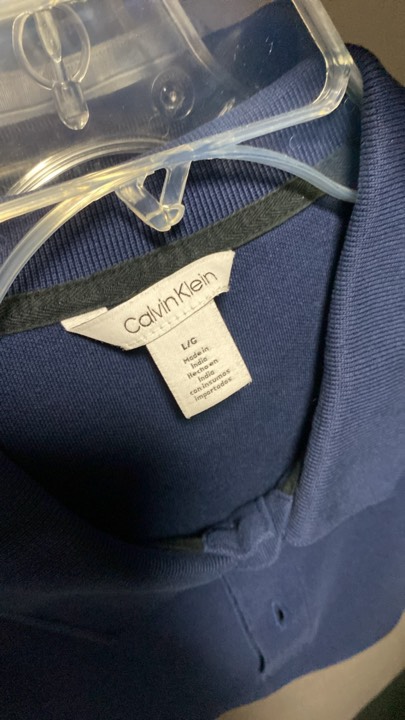 Calvin Klein
L/G
Made in
India
Hecho en
India
con insumos
importados